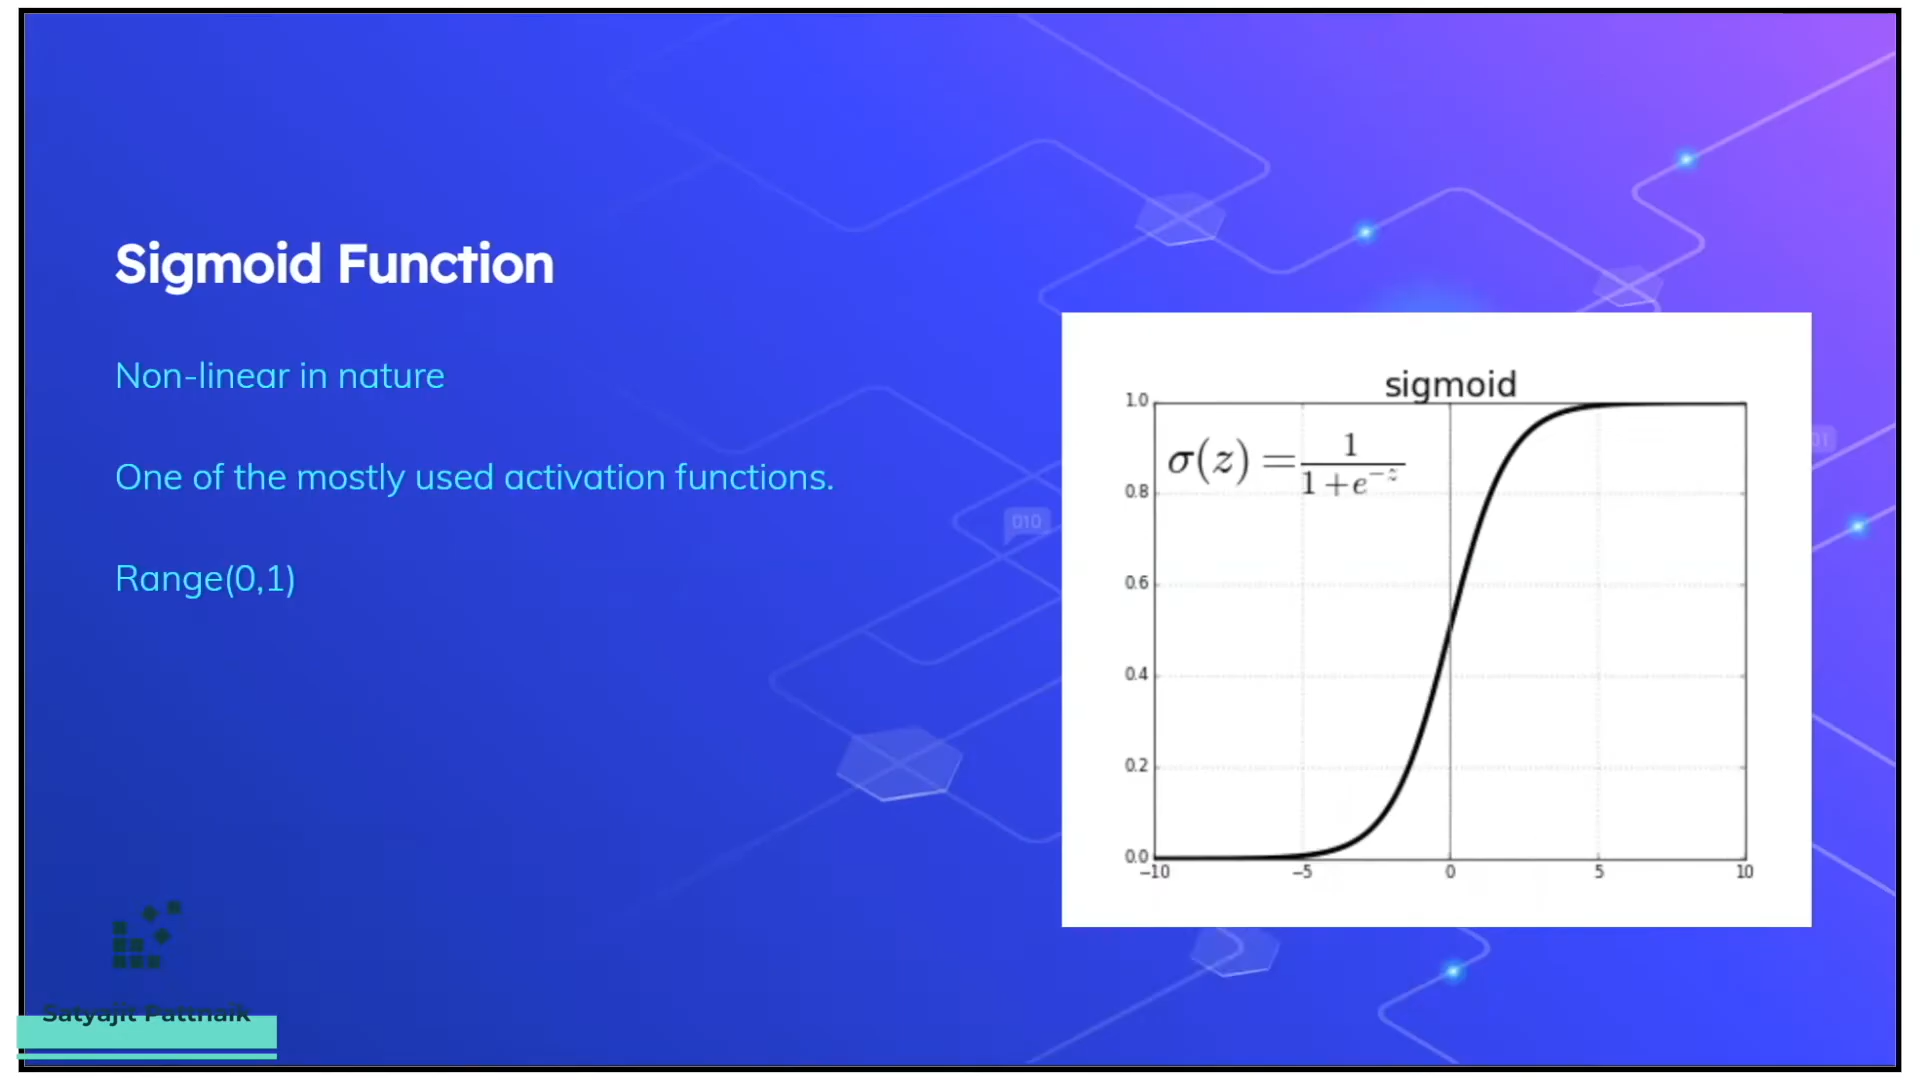 Sigmoid Function
Non-linear in nature
One of the mostly used activation functions.
Range(0,1)
sigmoid
σ(z) = 1/(1+e^−z)
1.0
0.8
0.6
0.4
0.2
0.0
−10 −5 0 5 10
010
01
Satyajit Pattnaik